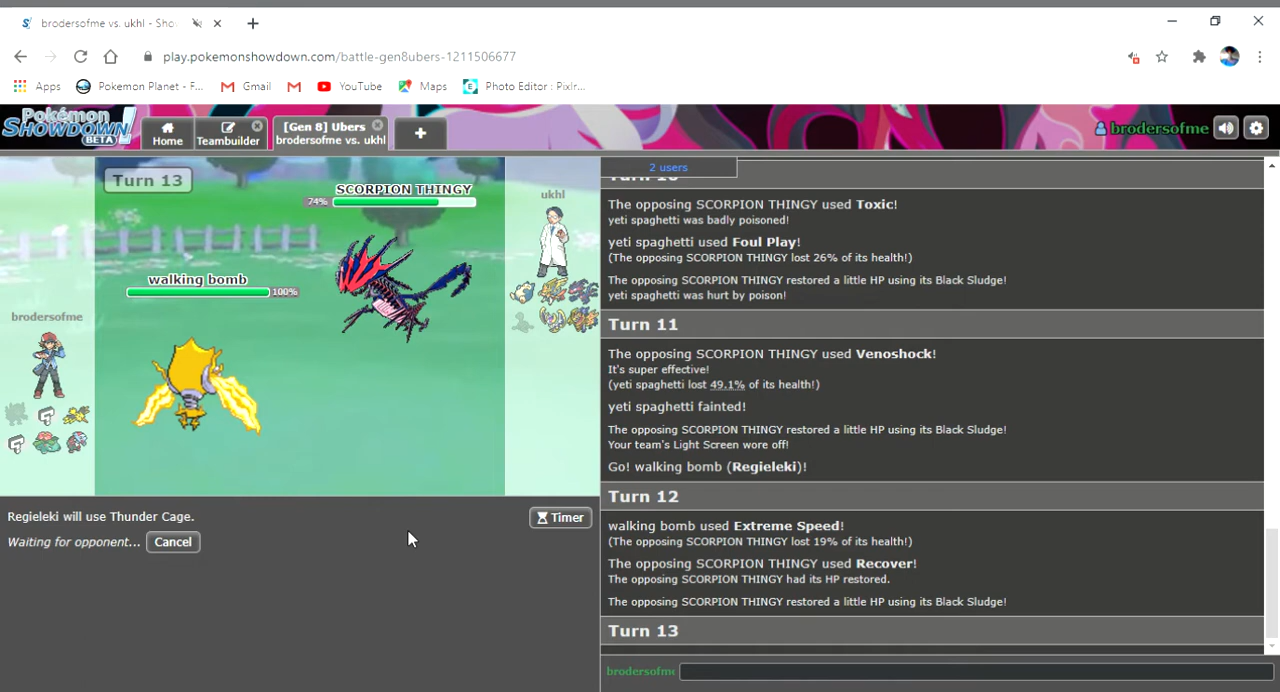 brodersofme vs. ukhl - Sho
play.pokemonshowdown.com/battle-gen8ubers-1211506677
Apps Pokemon Planet - F... Gmail YouTube Maps Photo Editor : Pixlr...
Pokémon
SHOWDOWN!
BETA
Home
Teambuilder
[Gen 8] Ubers
brodersofme vs. ukhl
brodersofme
2 users
Turn 13
SCORPION THINGY
74%
ukhl
walking bomb
100%
brodersofme
Regieleki will use Thunder Cage.
Waiting for opponent... Cancel
Timer
The opposing SCORPION THINGY used Toxic!
yeti spaghetti was badly poisoned!
yeti spaghetti used Foul Play!
(The opposing SCORPION THINGY lost 26% of its health!)
The opposing SCORPION THINGY restored a little HP using its Black Sludge!
yeti spaghetti was hurt by poison!
Turn 11
The opposing SCORPION THINGY used Venoshock!
It's super effective!
(yeti spaghetti lost 49.1% of its health!)
yeti spaghetti fainted!
The opposing SCORPION THINGY restored a little HP using its Black Sludge!
Your team's Light Screen wore off!
Go! walking bomb (Regieleki)!
Turn 12
walking bomb used Extreme Speed!
(The opposing SCORPION THINGY lost 19% of its health!)
The opposing SCORPION THINGY used Recover!
The opposing SCORPION THINGY had its HP restored.
The opposing SCORPION THINGY restored a little HP using its Black Sludge!
Turn 13
brodersofme